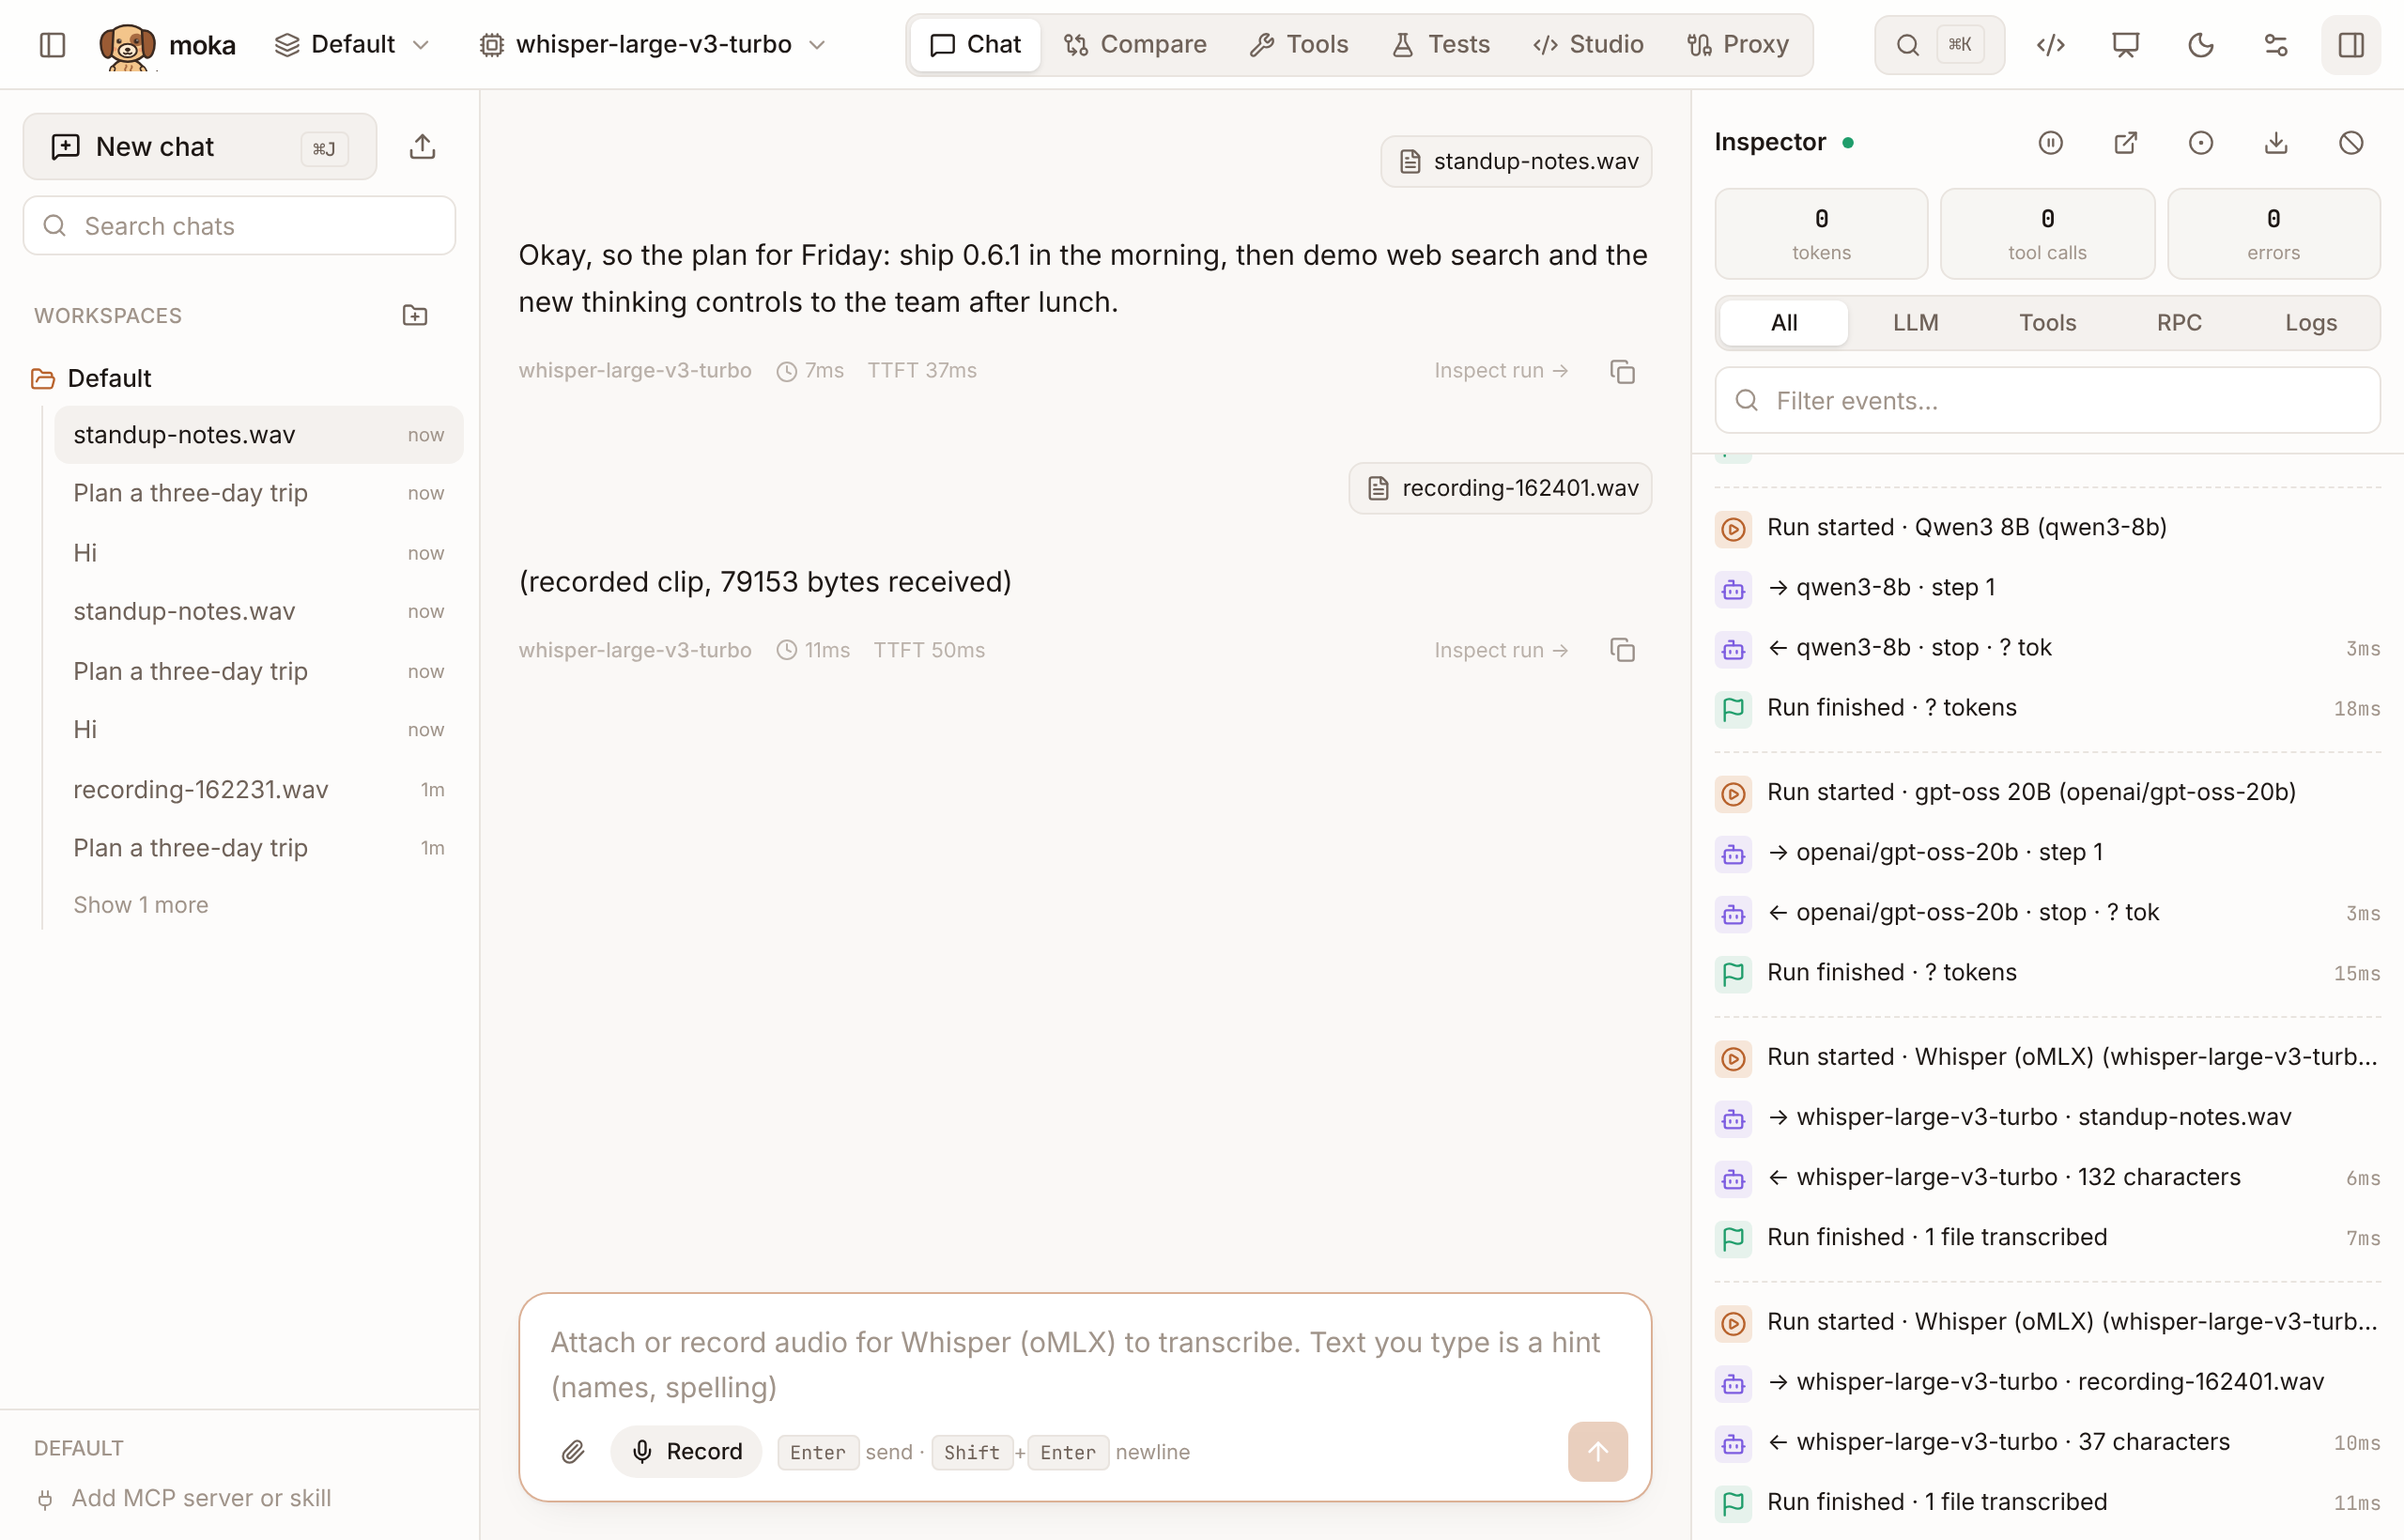 moka
Default
whisper-large-v3-turbo
Chat
Compare
Tools
Tests
Studio
Proxy
⌘K
New chat
⌘J
Search chats
WORKSPACES
Default
standup-notes.wav now
Plan a three-day trip now
Hi now
standup-notes.wav now
Plan a three-day trip now
Hi now
recording-162231.wav 1m
Plan a three-day trip 1m
Show 1 more
DEFAULT
Add MCP server or skill
standup-notes.wav
Okay, so the plan for Friday: ship 0.6.1 in the morning, then demo web search and the
new thinking controls to the team after lunch.
whisper-large-v3-turbo 7ms TTFT 37ms Inspect run →
recording-162401.wav
(recorded clip, 79153 bytes received)
whisper-large-v3-turbo 11ms TTFT 50ms Inspect run →
Attach or record audio for Whisper (oMLX) to transcribe. Text you type is a hint
(names, spelling)
Record Enter send · Shift+Enter newline
Inspector
0 tokens
0 tool calls
0 errors
All LLM Tools RPC Logs
Filter events...
Run started · Qwen3 8B (qwen3-8b)
→ qwen3-8b · step 1
← qwen3-8b · stop · ? tok 3ms
Run finished · ? tokens 18ms
Run started · gpt-oss 20B (openai/gpt-oss-20b)
→ openai/gpt-oss-20b · step 1
← openai/gpt-oss-20b · stop · ? tok 3ms
Run finished · ? tokens 15ms
Run started · Whisper (oMLX) (whisper-large-v3-turb...
→ whisper-large-v3-turbo · standup-notes.wav
← whisper-large-v3-turbo · 132 characters 6ms
Run finished · 1 file transcribed 7ms
Run started · Whisper (oMLX) (whisper-large-v3-turb...
→ whisper-large-v3-turbo · recording-162401.wav
← whisper-large-v3-turbo · 37 characters 10ms
Run finished · 1 file transcribed 11ms